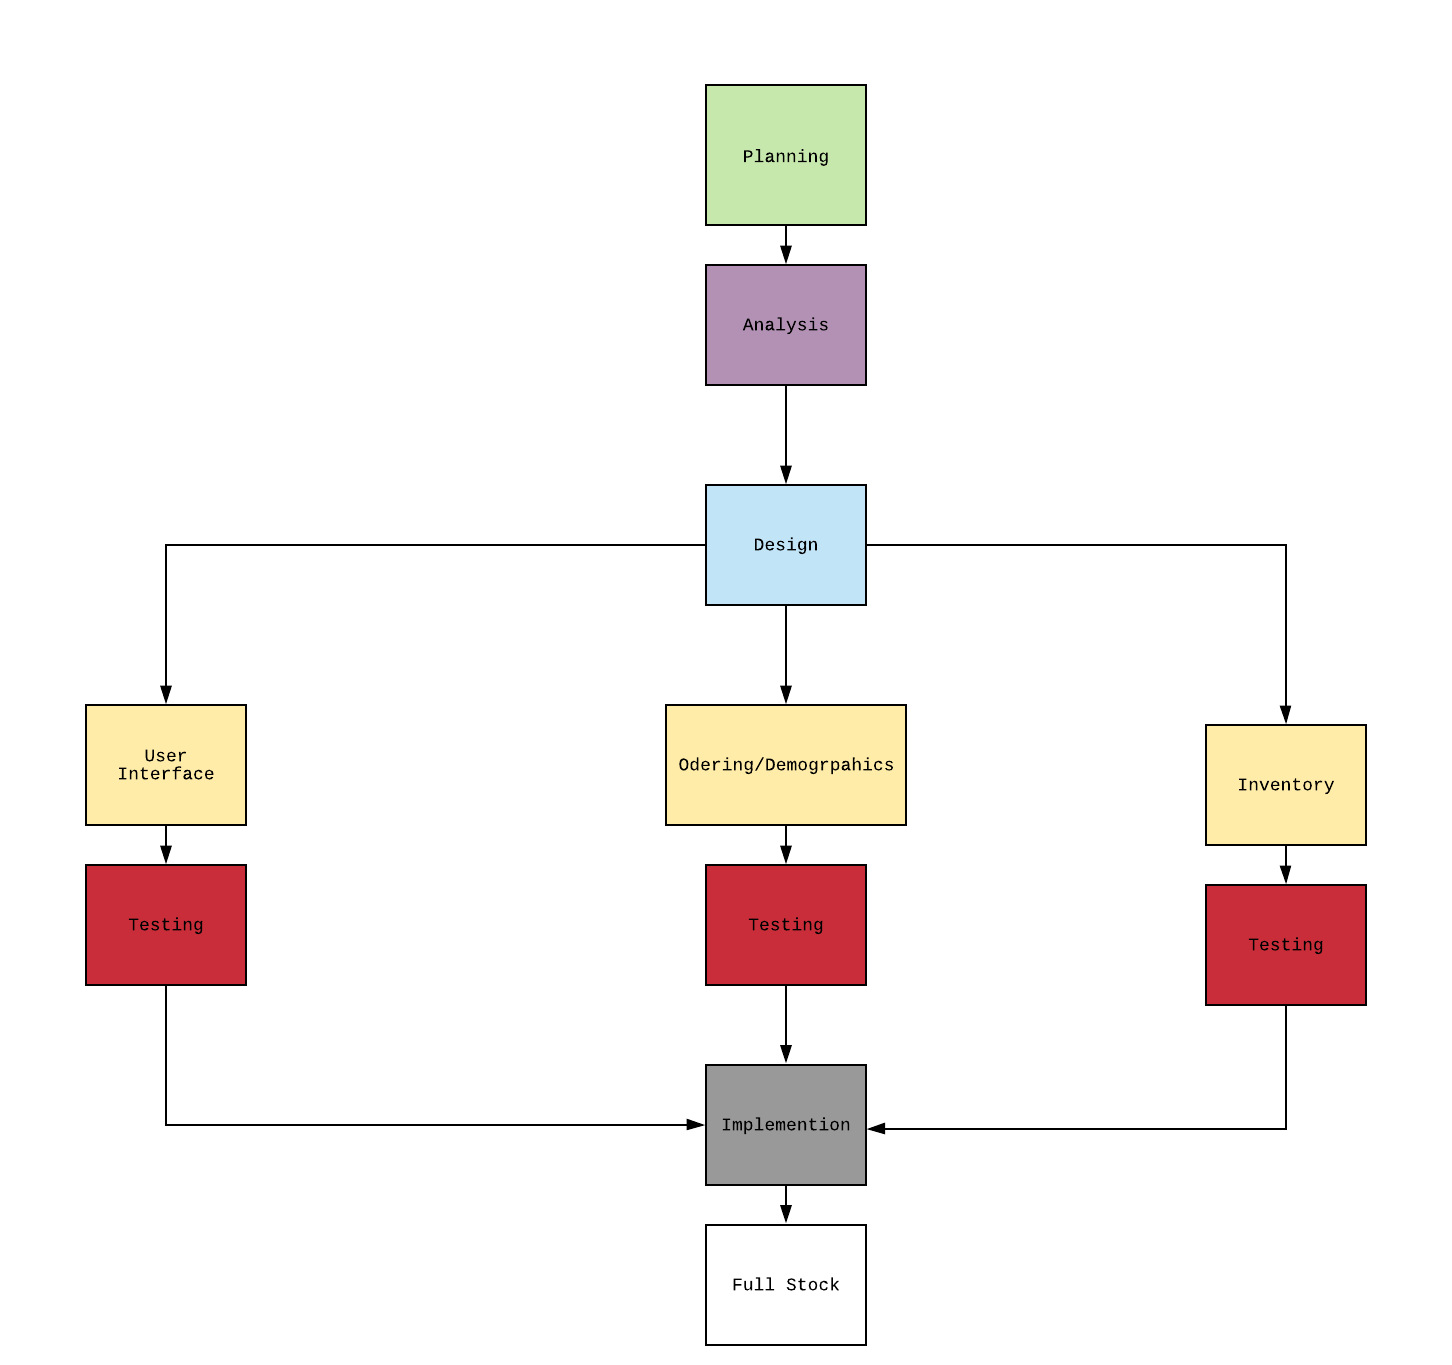 Planning
Analysis
Design
User
Interface
Odering/Demogrpahics
Inventory
Testing
Testing
Testing
Implemention
Full Stock